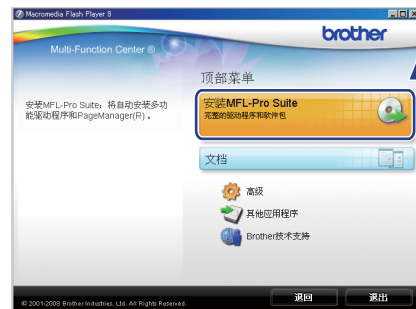 Macromedia Flash Player 8
brother
Multi-Function Center ®
顶部菜单
安装MFL-Pro Suite: 将自动安装多功
能驱动程序和PageManager(R) 。
安装MFL-Pro Suite
完整的驱动程序和软件包
文档
高级
其他应用程序
Brother技术支持
© 2001-2008 Brother Industries, Ltd. All Rights Reserved.
退回
退出